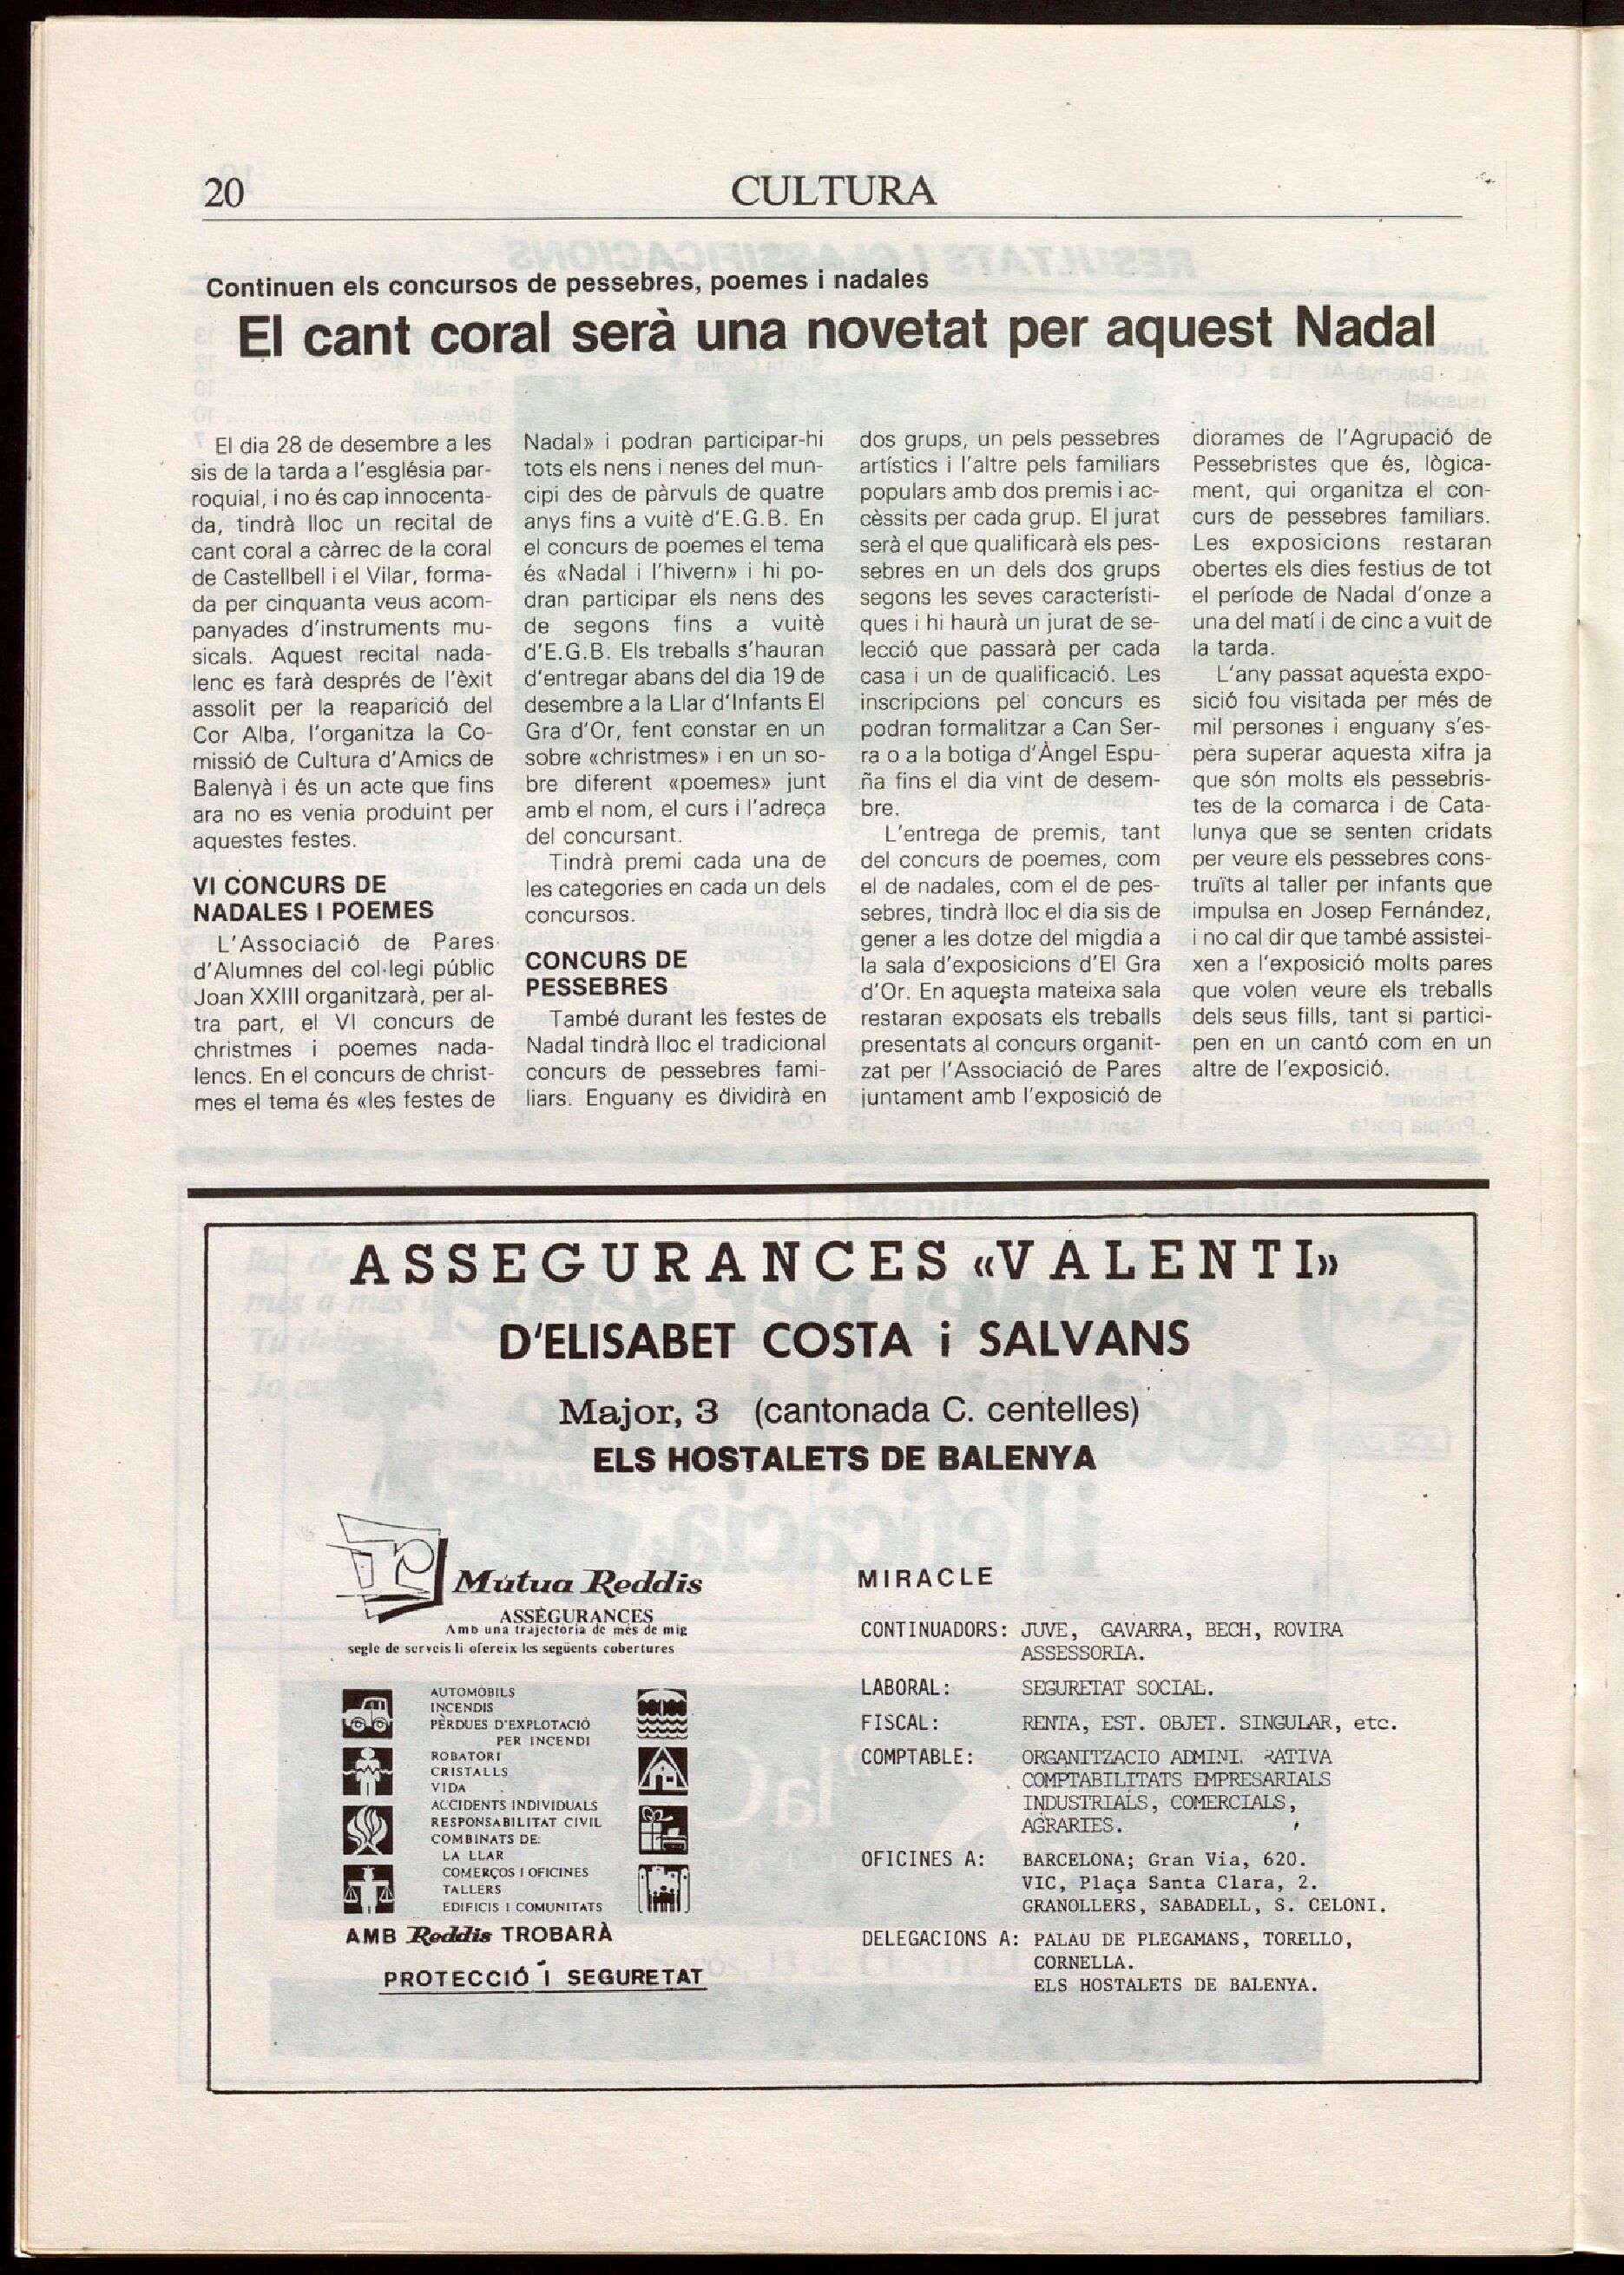 20
CULTURA
Continuen els concursos de pessebres, poemes i nadales
El cant coral serà una novetat per aquest Nadal
El dia 28 de desembre a les
sis de la tarda a l'església par-
roquial, i no és cap innocenta-
da, tindrà lloc un recital de
cant coral a càrrec de la coral
de Castellbell i el Vilar, forma-
da per cinquanta veus acom-
panyades d'instruments mu-
sicals. Aquest recital nada-
lenc es farà després de l'èxit
assolit per la reaparició del
Cor Alba, l'organitza la Co-
missió de Cultura d'Amics de
Balenyà i és un acte que fins
ara no es venia produint per
aquestes festes.
VI CONCURS DE
NADALES I POEMES
L'Associació de Pares
d'Alumnes del col·legi públic
Joan XXIII organitzarà, per al-
tra part, el VI concurs de
christmes i poemes nada-
lencs. En el concurs de christ-
mes el tema és «les festes de
Nadal» i podran participar-hi
tots els nens i nenes del mun-
cipi des de pàrvuls de quatre
anys fins a vuitè d'E.G.B. En
el concurs de poemes el tema
és «Nadal i l'hivern» i hi po-
dran participar els nens des
de segons fins a vuitè
d'E.G.B. Els treballs s'hauran
d'entregar abans del dia 19 de
desembre a la Llar d'Infants El
Gra d'Or, fent constar en un
sobre «christmes» i en un so-
bre diferent «poemes» junt
amb el nom, el curs i l'adreça
del concursant.
Tindrà premi cada una de
les categories en cada un dels
concursos.
CONCURS DE
PESSEBRES
També durant les festes de
Nadal tindrà lloc el tradicional
concurs de pessebres fami-
liars. Enguany es dividirà en
dos grups, un pels pessebres
artístics i l'altre pels familiars
populars amb dos premis i ac-
cèssits per cada grup. El jurat
serà el que qualificarà els pes-
sebres en un dels dos grups
segons les seves característi-
ques i hi haurà un jurat de se-
lecció que passarà per cada
casa i un de qualificació. Les
inscripcions pel concurs es
podran formalitzar a Can Ser-
ra o a la botiga d'Àngel Espu-
ña fins el dia vint de desem-
bre.
L'entrega de premis, tant
del concurs de poemes, com
el de nadales, com el de pes-
sebres, tindrà lloc el dia sis de
gener a les dotze del migdia a
la sala d'exposicions d'El Gra
d'Or. En aquesta mateixa sala
restaran exposats els treballs
presentats al concurs organit-
zat per l'Associació de Pares
juntament amb l'exposició de
diorames de l'Agrupació de
Pessebristes que és, lògica-
ment, qui organitza el con-
curs de pessebres familiars.
Les exposicions restaran
obertes els dies festius de tot
el període de Nadal d'onze a
una del matí i de cinc a vuit de
la tarda.
L'any passat aquesta expo-
sició fou visitada per més de
mil persones i enguany s'es-
pera superar aquesta xifra ja
que són molts els pessebris-
tes de la comarca i de Cata-
lunya que se senten cridats
per veure els pessebres cons-
truïts al taller per infants que
impulsa en Josep Fernández,
i no cal dir que també assistei-
xen a l'exposició molts pares
que volen veure els treballs
dels seus fills, tant si partici-
pen en un cantó com en un
altre de l'exposició.
ASSEGURANCES «VALENTI»
D'ELISABET COSTA i SALVANS
Major, 3 (cantonada C. centelles)
ELS HOSTALETS DE BALENYA
Mútua Reddis
ASSEGURANCES
Amb una trajectòria de més de mig
segle de serveis li ofereix les següents cobertures
AUTOMÒBILS
INCENDIS
PÈRDUES D'EXPLOTACIÓ
PER INCENDI
ROBATORI
CRISTALLS
VIDA
ACCIDENTS INDIVIDUALS
RESPONSABILITAT CIVIL
COMBINATS DE:
LA LLAR
COMERÇOS I OFICINES
TALLERS
EDIFICIS I COMUNITATS
AMB Reddis TROBARÀ
PROTECCIÓ I SEGURETAT
MIRACLE
CONTINUADORS: JUVE, GAVARRA, BECH, ROVIRA
ASSESSORIA.
LABORAL: SEGURETAT SOCIAL.
FISCAL: RENTA, EST. OBJET. SINGULAR, etc.
COMPTABLE: ORGANITZACIO ADMINI. RATIVA
COMPTABILITATS EMPRESARIALS
INDUSTRIALS, COMERCIALS,
AGRARIES.
OFICINES A: BARCELONA; Gran Via, 620.
VIC, Plaça Santa Clara, 2.
GRANOLLERS, SABADELL, S. CELONI.
DELEGACIONS A: PALAU DE PLEGAMANS, TORELLO,
CORNELLA.
ELS HOSTALETS DE BALENYA.